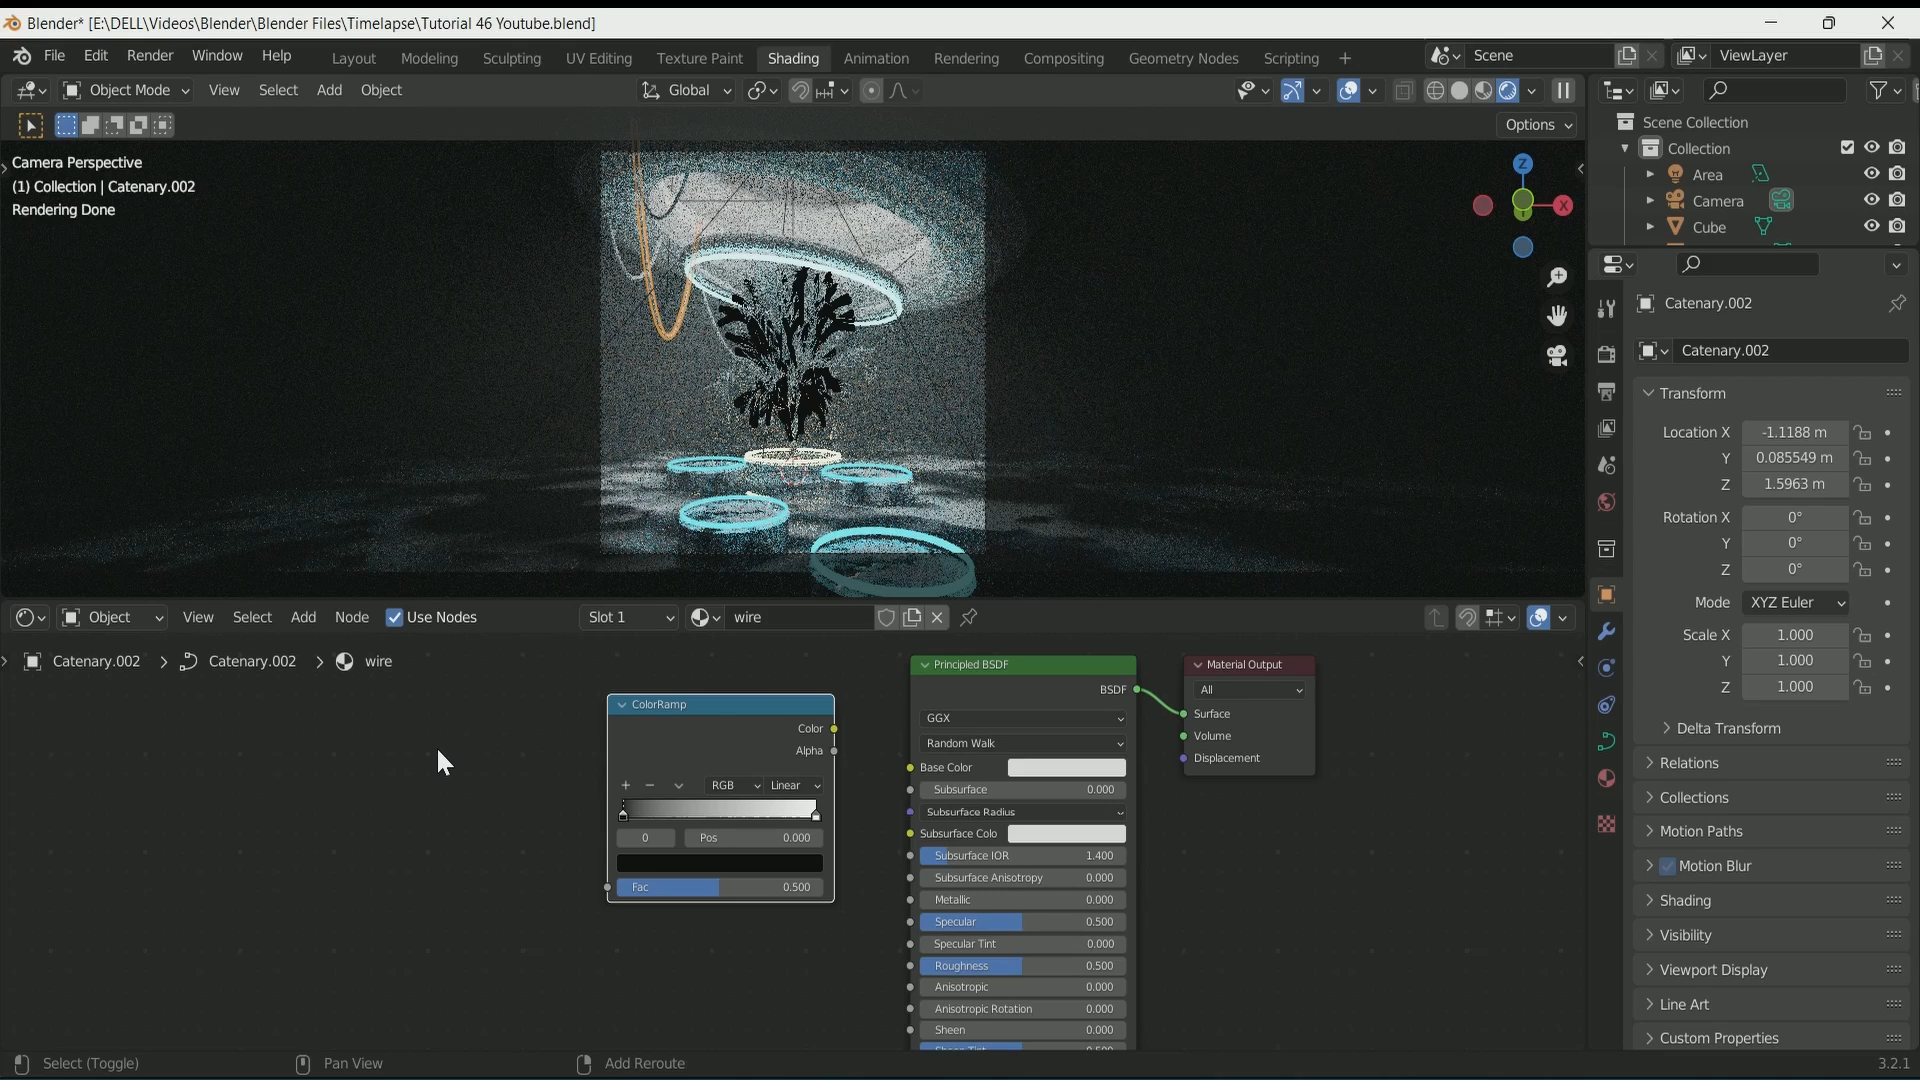 Blender* [E:\DELL\Videos\Blender\Blender Files\Timelapse\Tutorial 46 Youtube.blend]
File Edit Render Window Help Layout Modeling Sculpting UV Editing Texture Paint Shading Animation Rendering Compositing Geometry Nodes Scripting + Scene ViewLayer
Object Mode View Select Add Object Global
Options
Camera Perspective
(1) Collection | Catenary.002
Rendering Done
Z
X
Y
Scene Collection
Collection
Area
Camera
Cube
Catenary.002
Catenary.002
Transform
Location X -1.1188 m
Y 0.085549 m
Z 1.5963 m
Rotation X 0°
Y 0°
Z 0°
Mode XYZ Euler
Scale X 1.000
Y 1.000
Z 1.000
Delta Transform
Relations
Collections
Motion Paths
Motion Blur
Shading
Visibility
Viewport Display
Line Art
Custom Properties
Object View Select Add Node Use Nodes Slot 1 wire
Catenary.002 > Catenary.002 > wire
ColorRamp
Color
Alpha
+ − RGB Linear
0 Pos 0.000
Fac 0.500
Principled BSDF
BSDF
GGX
Random Walk
Base Color
Subsurface 0.000
Subsurface Radius
Subsurface Colo
Subsurface IOR 1.400
Subsurface Anisotropy 0.000
Metallic 0.000
Specular 0.500
Specular Tint 0.000
Roughness 0.500
Anisotropic 0.000
Anisotropic Rotation 0.000
Sheen 0.000
Sheen Tint 0.500
Material Output
All
Surface
Volume
Displacement
Select (Toggle) Pan View Add Reroute 3.2.1